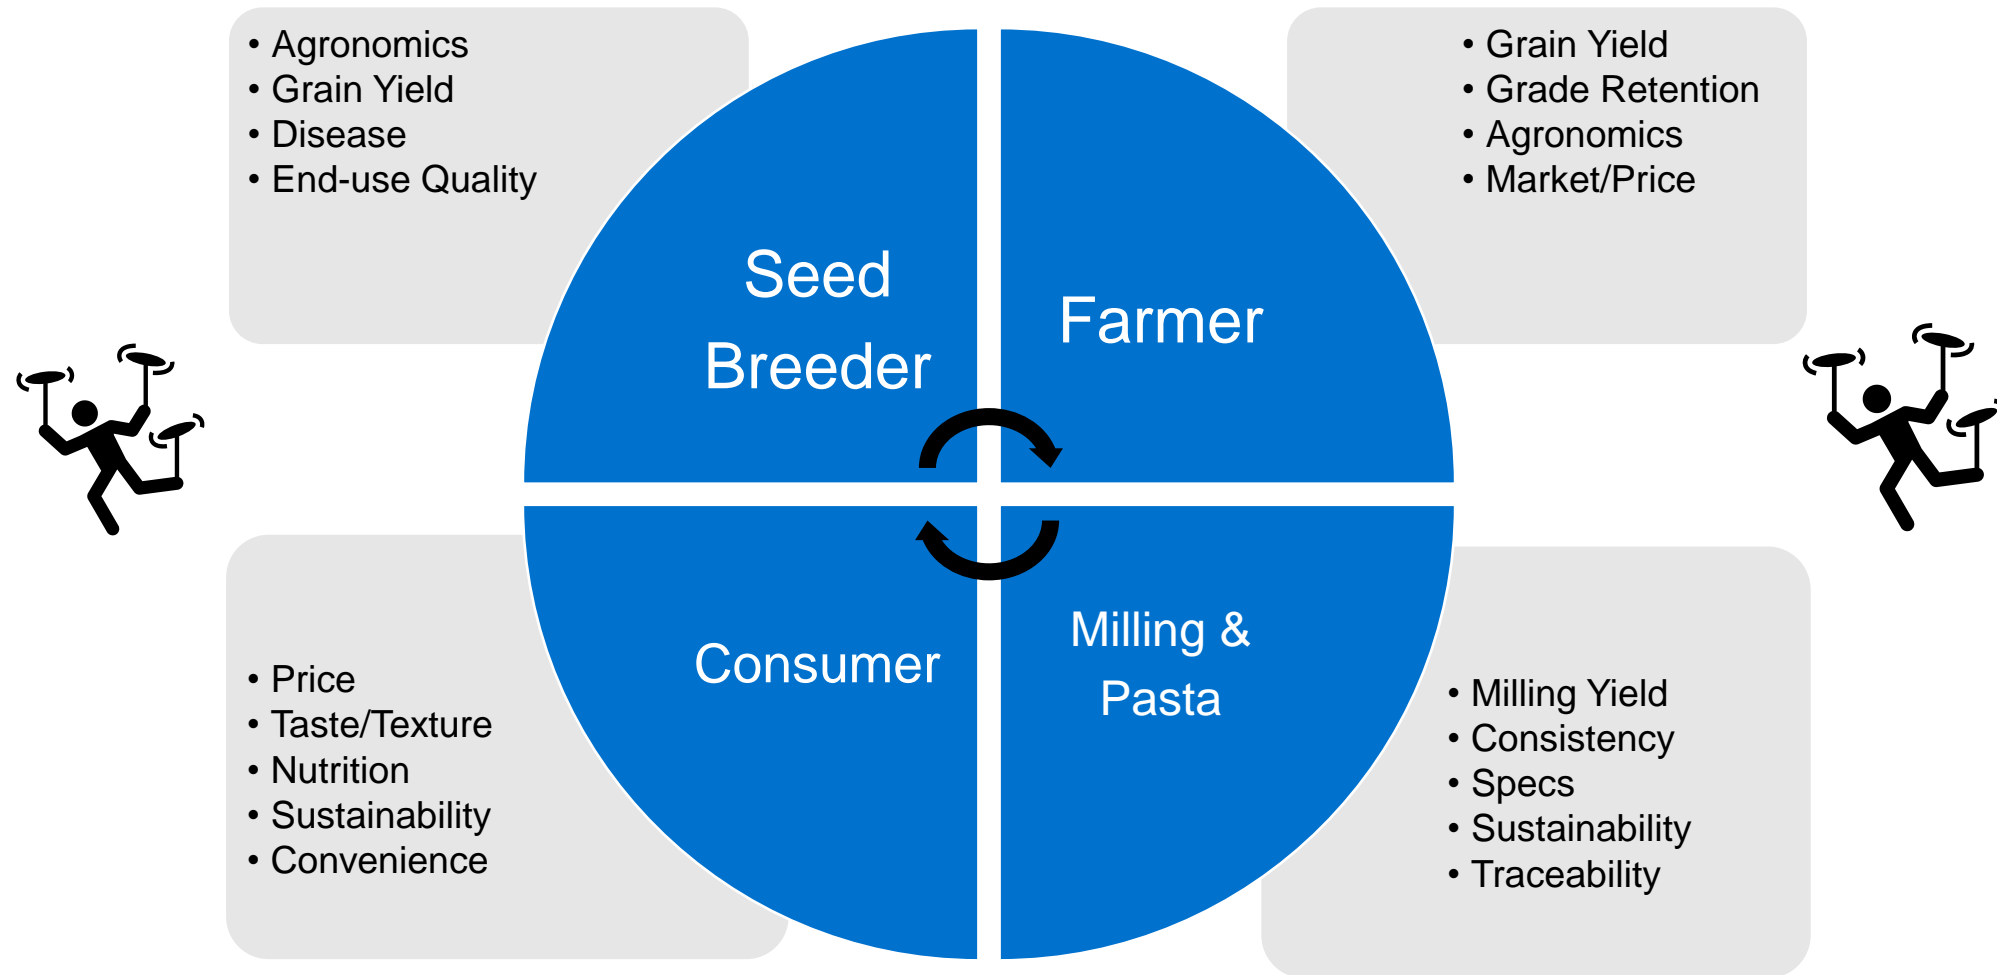 • Agronomics
• Grain Yield
• Disease
• End-use Quality
• Grain Yield
• Grade Retention
• Agronomics
• Market/Price
Seed
Breeder
Farmer
Consumer
Milling &
Pasta
• Price
• Taste/Texture
• Nutrition
• Sustainability
• Convenience
• Milling Yield
• Consistency
• Specs
• Sustainability
• Traceability